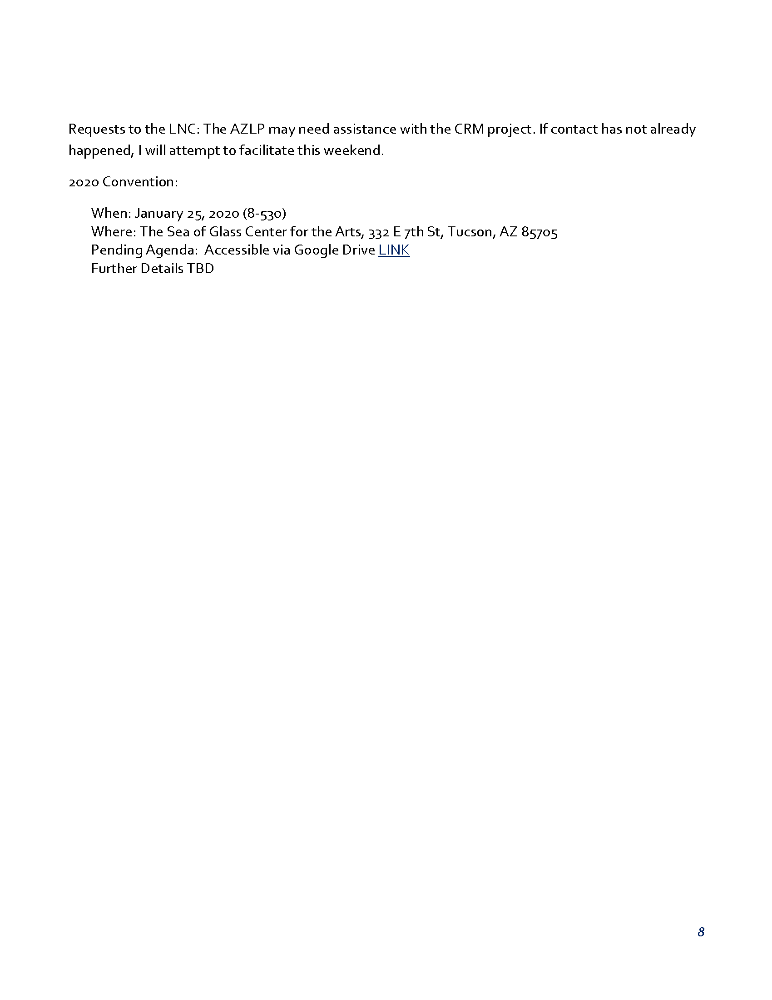 Requests to the LNC: The AZLP may need assistance with the CRM project. If contact has not already
happened, I will attempt to facilitate this weekend.
2020 Convention:
When: January 25, 2020 (8-530)
Where: The Sea of Glass Center for the Arts, 332 E 7th St, Tucson, AZ 85705
Pending Agenda:  Accessible via Google Drive LINK
Further Details TBD
8